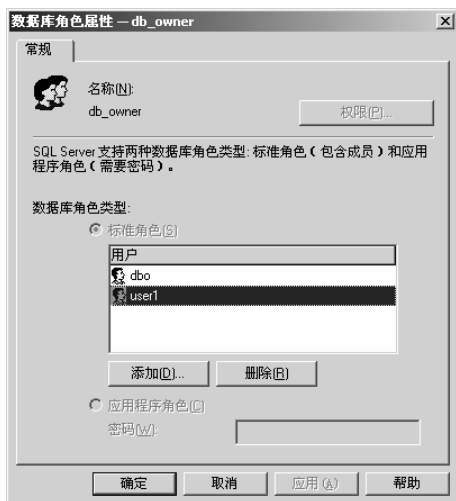 数据库角色属性 — db_owner
常规
名称(N):
db_owner
权限(P)...
SQL Server 支持两种数据库角色类型: 标准角色 ( 包含成员 ) 和应用
程序角色 ( 需要密码 ) 。
数据库角色类型:
标准角色(S)
用户
dbo
user1
添加(D)...
删除(R)
应用程序角色(C)
密码(W):
确定
取消
应用(A)
帮助